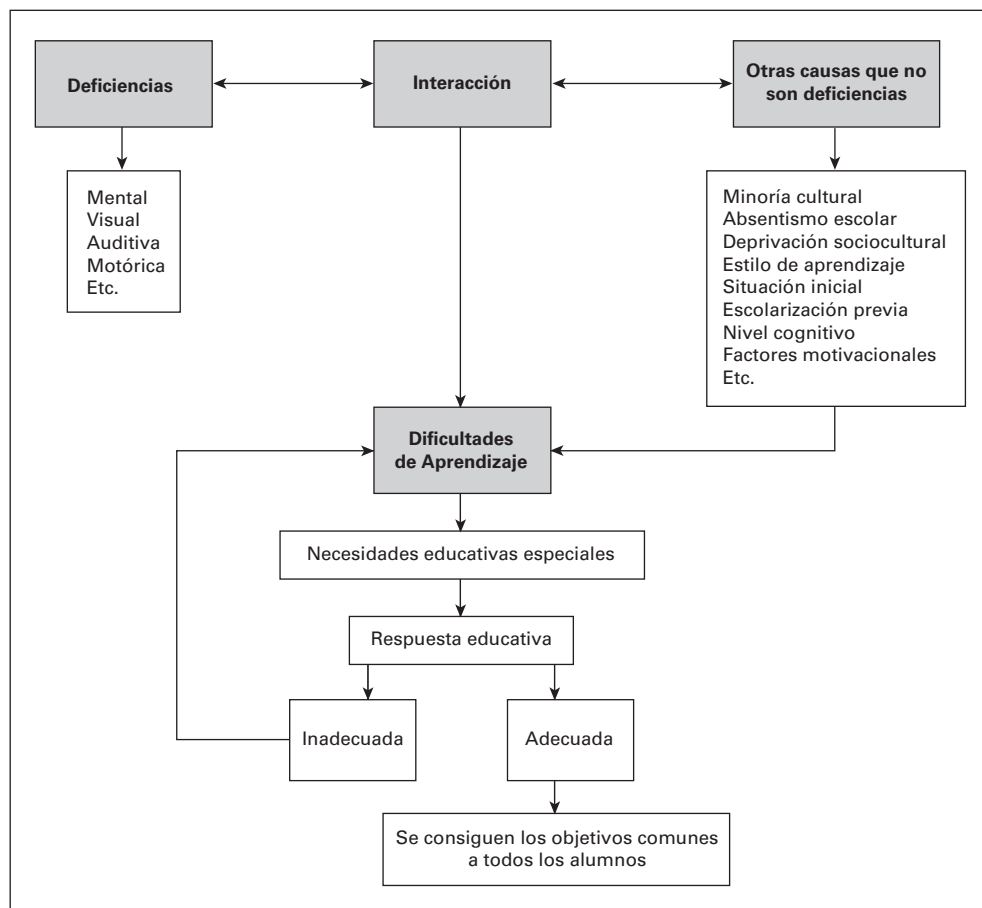 Deficiencias
Interacción
Otras causas que no
son deficiencias
Mental
Visual
Auditiva
Motórica
Etc.
Minoría cultural
Absentismo escolar
Deprivación sociocultural
Estilo de aprendizaje
Situación inicial
Escolarización previa
Nivel cognitivo
Factores motivacionales
Etc.
Dificultades
de Aprendizaje
Necesidades educativas especiales
Respuesta educativa
Inadecuada
Adecuada
Se consiguen los objetivos comunes
a todos los alumnos